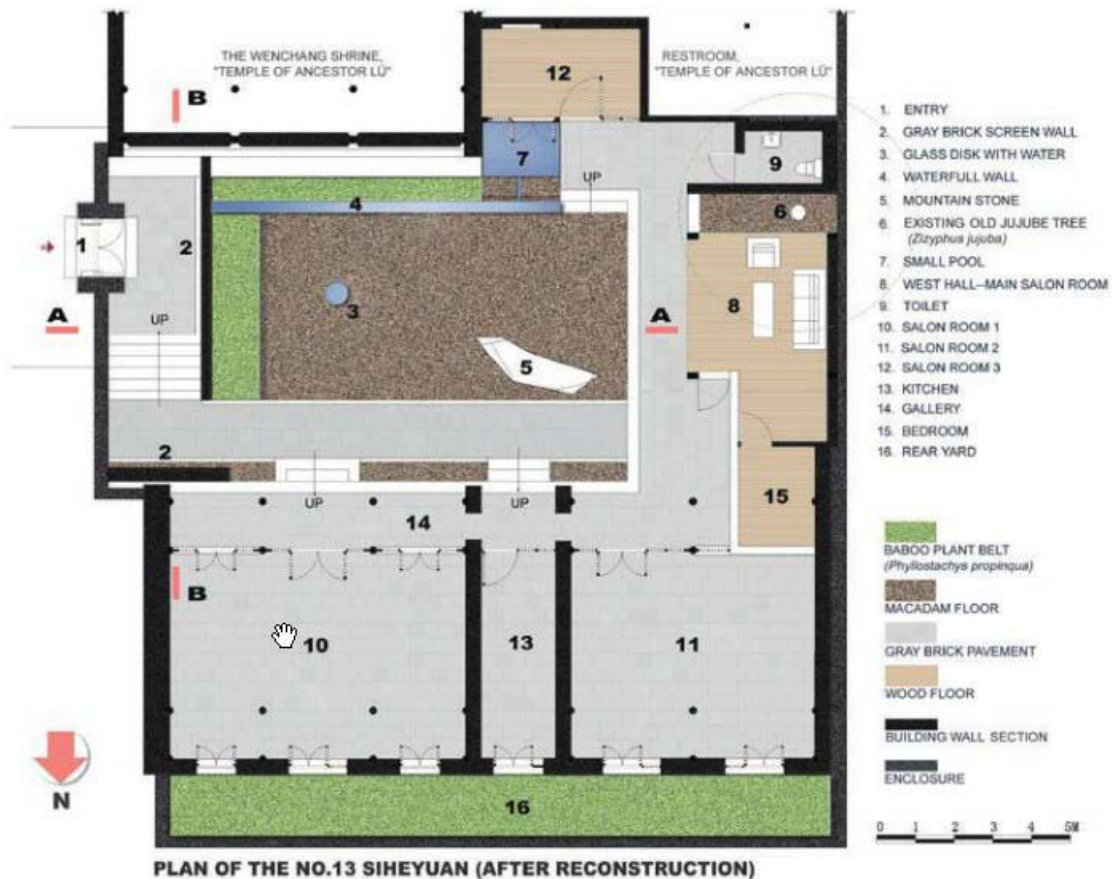 THE WENCHANG SHRINE,
"TEMPLE OF ANCESTOR LÜ"
RESTROOM,
"TEMPLE OF ANCESTOR LÜ"
B
12
7
9
UP
4
6
1
2
3
8
A
A
UP
5
2
UP
UP
14
15
B
10
13
11
16
N
1. ENTRY
2. GRAY BRICK SCREEN WALL
3. GLASS DISK WITH WATER
4. WATERFULL WALL
5. MOUNTAIN STONE
6. EXISTING OLD JUJUBE TREE
(Zizyphus jujuba)
7. SMALL POOL
8. WEST HALL--MAIN SALON ROOM
9. TOILET
10. SALON ROOM 1
11. SALON ROOM 2
12. SALON ROOM 3
13. KITCHEN
14. GALLERY
15. BEDROOM
16. REAR YARD
BABOO PLANT BELT
(Phyllostachys propinqua)
MACADAM FLOOR
GRAY BRICK PAVEMENT
WOOD FLOOR
BUILDING WALL SECTION
ENCLOSURE
0 1 2 3 4 5M
PLAN OF THE NO.13 SIHEYUAN (AFTER RECONSTRUCTION)